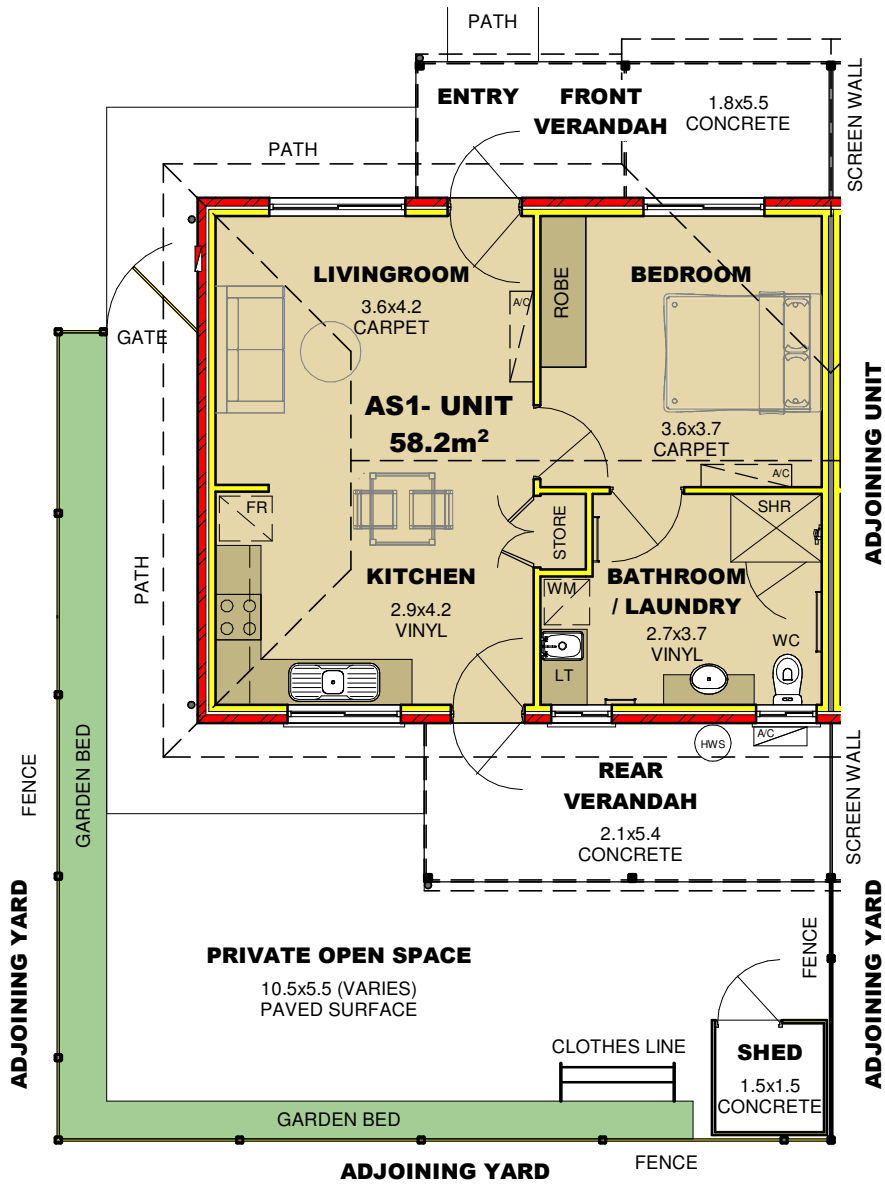 PATH
ENTRY
FRONT
VERANDAH
1.8x5.5
CONCRETE
SCREEN WALL
PATH
LIVINGROOM
3.6x4.2
CARPET
A/C
ROBE
BEDROOM
GATE
AS1- UNIT
58.2m²
3.6x3.7
CARPET
A/C
ADJOINING UNIT
FR
STORE
SHR
PATH
KITCHEN
2.9x4.2
VINYL
WM
LT
BATHROOM
/ LAUNDRY
2.7x3.7
VINYL
WC
HWS
A/C
FENCE
GARDEN BED
REAR
VERANDAH
2.1x5.4
CONCRETE
SCREEN WALL
ADJOINING YARD
PRIVATE OPEN SPACE
10.5x5.5 (VARIES)
PAVED SURFACE
FENCE
ADJOINING YARD
CLOTHES LINE
SHED
1.5x1.5
CONCRETE
GARDEN BED
ADJOINING YARD
FENCE